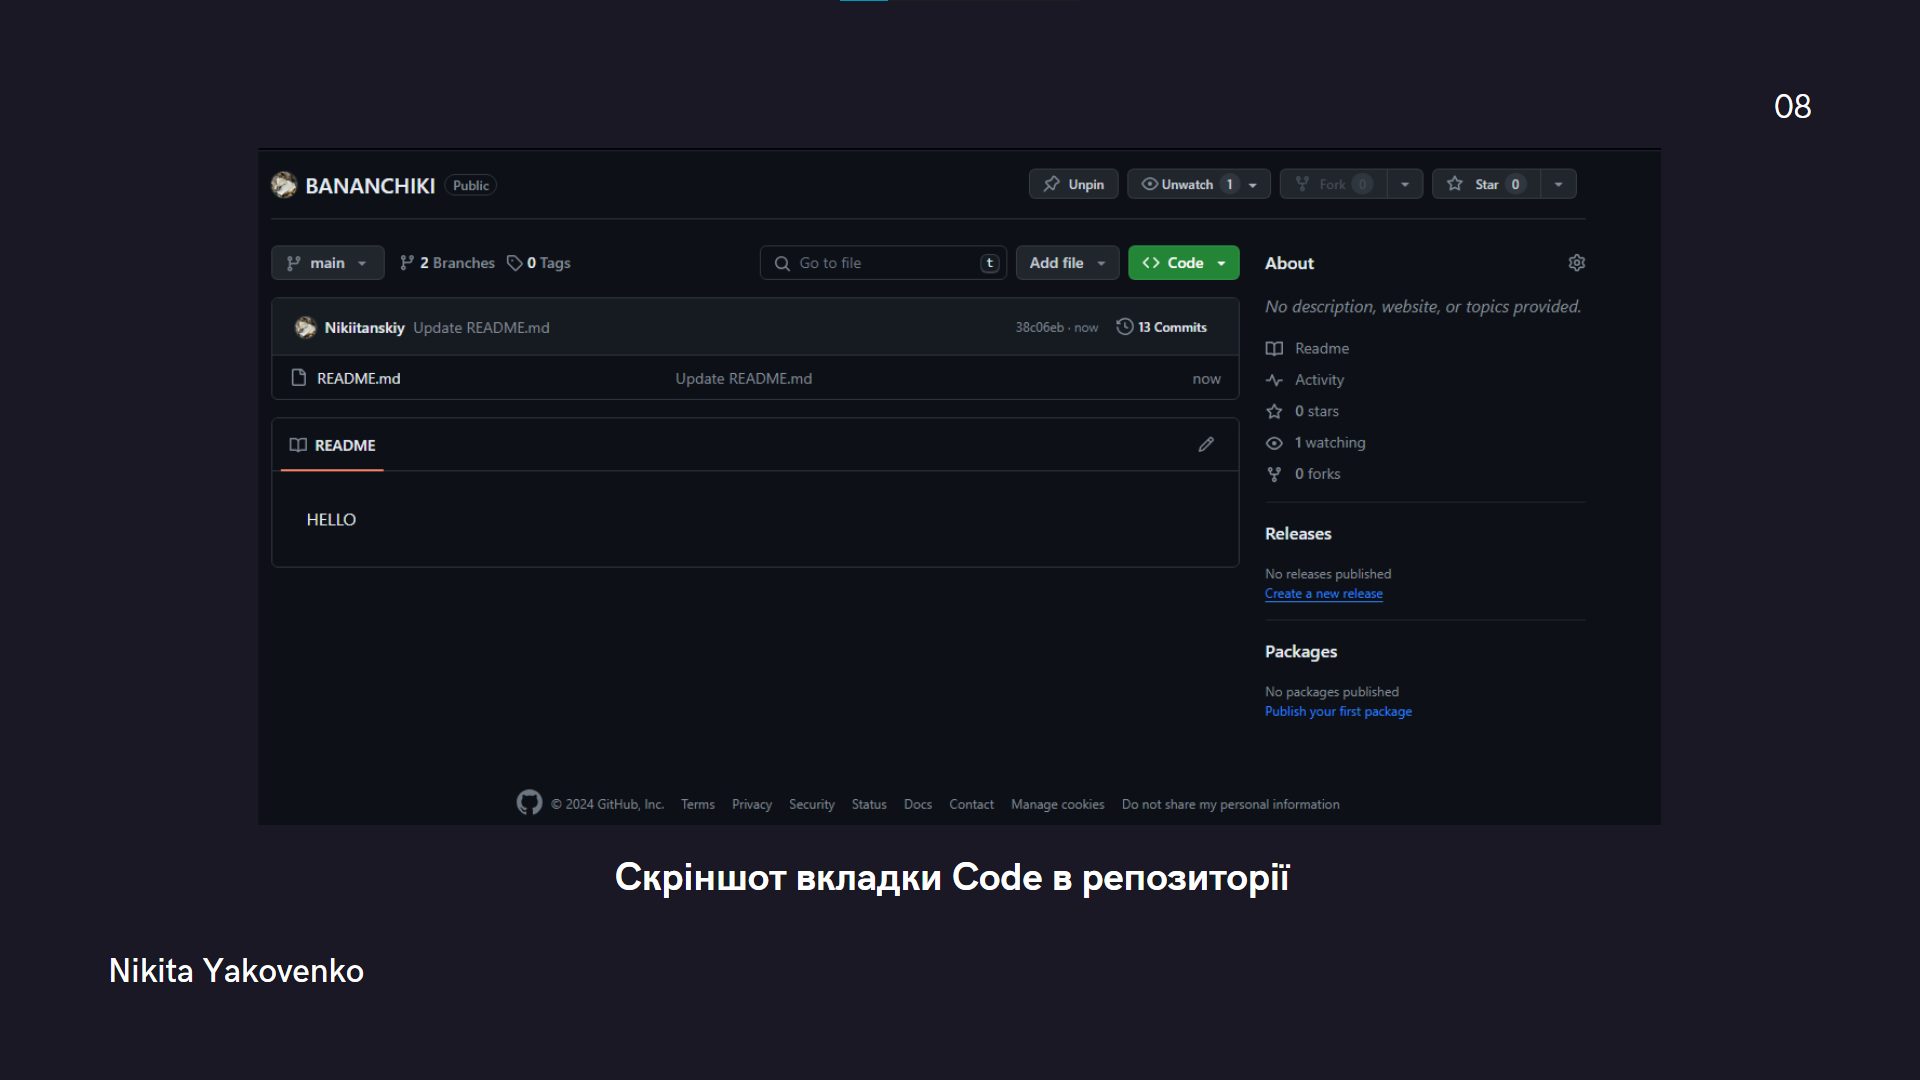 08
BANANCHIKI Public Unpin Unwatch 1 Fork 0 Star 0
main 2 Branches 0 Tags Go to file t Add file Code About
No description, website, or topics provided.
Nikiitanskiy Update README.md 38c06eb · now 13 Commits
Readme
README.md Update README.md now
Activity
0 stars
README
1 watching
0 forks
HELLO
Releases
No releases published
Create a new release
Packages
No packages published
Publish your first package
© 2024 GitHub, Inc. Terms Privacy Security Status Docs Contact Manage cookies Do not share my personal information
Скріншот вкладки Code в репозиторії
Nikita Yakovenko